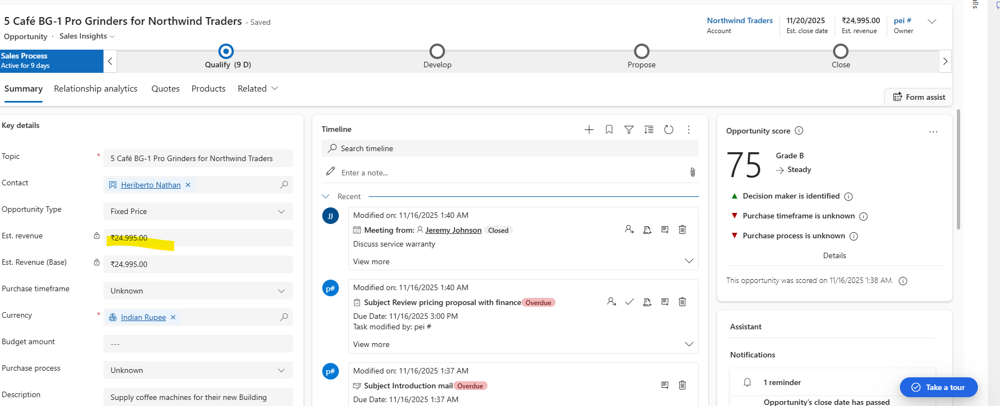 5 Café BG-1 Pro Grinders for Northwind Traders - Saved
Opportunity · Sales Insights
Northwind Traders
Account
11/20/2025
Est. close date
₹24,995.00
Est. revenue
pei #
Owner
Sales Process
Active for 9 days
Qualify (9 D)
Develop
Propose
Close
Summary Relationship analytics Quotes Products Related
Form assist
Key details
Topic * 5 Café BG-1 Pro Grinders for Northwind Traders
Contact Heriberto Nathan
Opportunity Type Fixed Price
Est. revenue ₹24,995.00
Est. Revenue (Base) ₹24,995.00
Purchase timeframe Unknown
Currency * Indian Rupee
Budget amount ---
Purchase process Unknown
Description Supply coffee machines for their new Building
Timeline
Search timeline
Enter a note...
Recent
JJ
Modified on: 11/16/2025 1:40 AM
Meeting from: Jeremy Johnson Closed
Discuss service warranty
View more
p#
Modified on: 11/16/2025 1:40 AM
Subject Review pricing proposal with finance Overdue
Due Date: 11/16/2025 3:00 PM
Task modified by: pei #
View more
p#
Modified on: 11/16/2025 1:37 AM
Subject Introduction mail Overdue
Due Date: 11/16/2025 1:37 AM
Opportunity score
75
Grade B
Steady
Decision maker is identified
Purchase timeframe is unknown
Purchase process is unknown
Details
This opportunity was scored on 11/16/2025 1:38 AM.
Assistant
Notifications
1 reminder
Opportunity's close date has passed
Take a tour